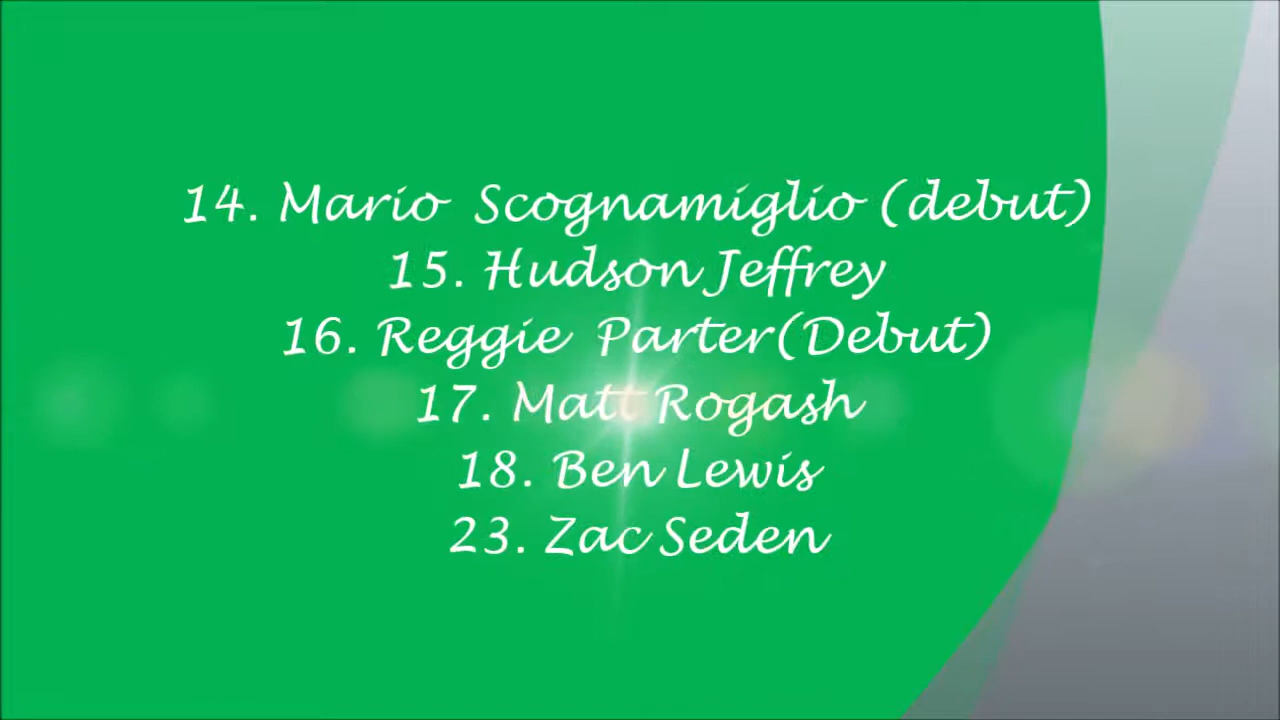 14. Mario Scognamiglio (debut)
15. Hudson Jeffrey
16. Reggie Parter(Debut)
17. Matt Rogash
18. Ben Lewis
23. Zac Seden